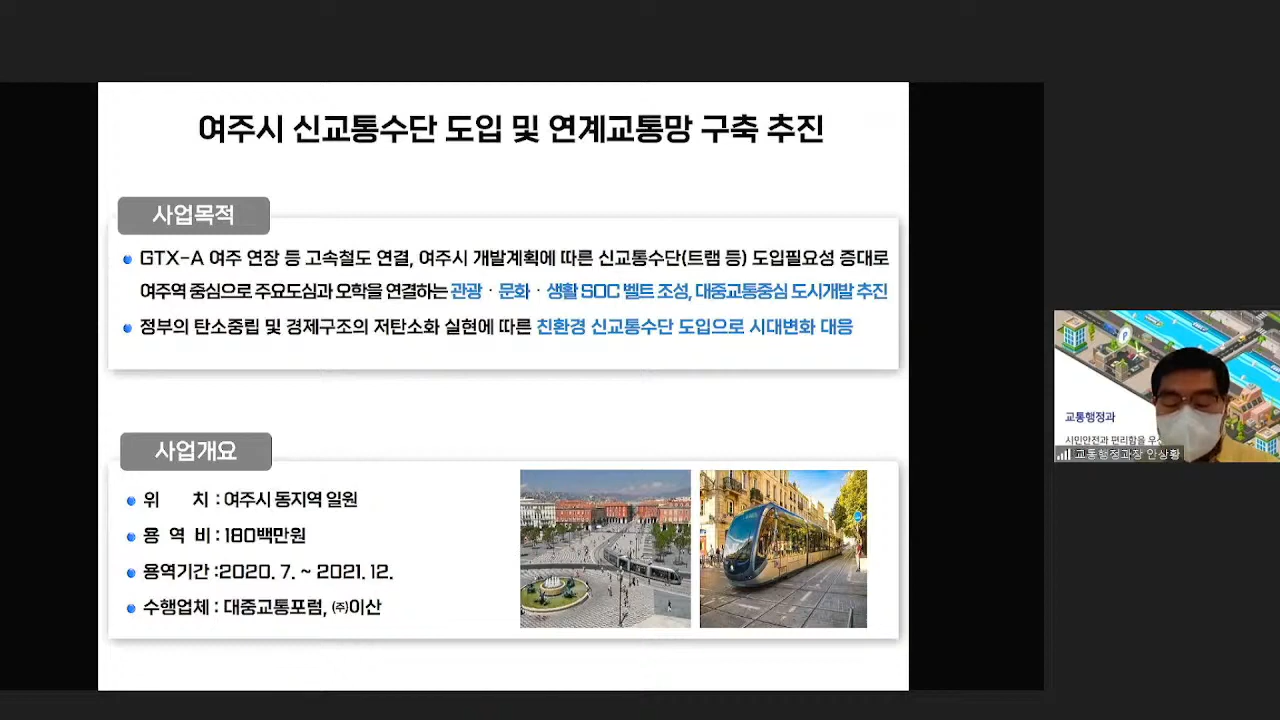 여주시 신교통수단 도입 및 연계교통망 구축 추진
사업목적
GTX-A 여주 연장 등 고속철도 연결, 여주시 개발계획에 따른 신교통수단(트램 등) 도입필요성 증대로
여주역 중심으로 주요도심과 오학을 연결하는 관광 · 문화 · 생활 SOC 벨트 조성, 대중교통중심 도시개발 추진
정부의 탄소중립 및 경제구조의 저탄소화 실현에 따른 친환경 신교통수단 도입으로 시대변화 대응
사업개요
위 치 : 여주시 동지역 일원
용 역 비 : 180백만원
용역기간 :2020. 7. ~ 2021. 12.
수행업체 : 대중교통포럼, ㈜이산
P
교통행정과
시민안전과 편리함을
교통행정과장 안상황